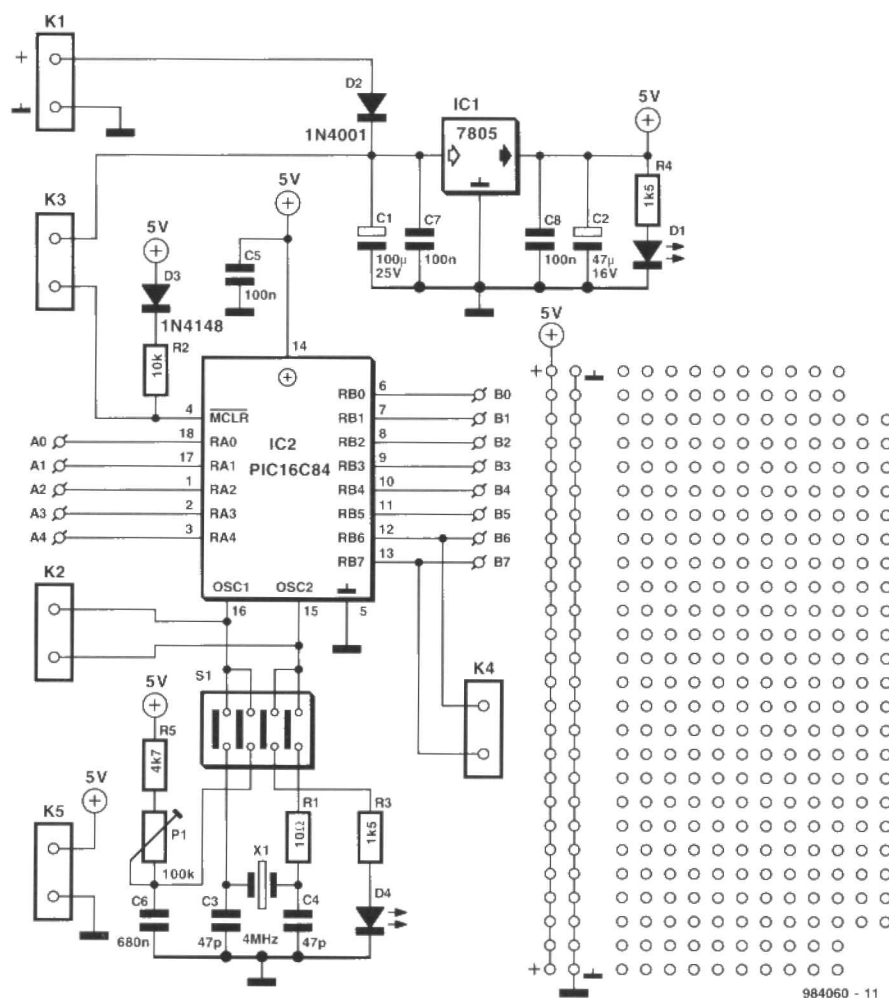 K1
+
D2
1N4001
IC1
7805
5V
R4
1k5
D1
K3
5V
D3
1N4148
R2
10k
5V
C5
100n
C1
100µ
25V
C7
100n
C8
100n
C2
47µ
16V
5V
+
14
4
MCLR
IC2
PIC16C84
A0
18
RA0
A1
17
RA1
A2
1
RA2
A3
2
RA3
A4
3
RA4
RB0
6
B0
RB1
7
B1
RB2
8
B2
RB3
9
B3
RB4
10
B4
RB5
11
B5
RB6
12
B6
RB7
13
B7
OSC1
OSC2
16
15
5
K2
K4
S1
5V
R5
4k7
P1
100k
5V
K5
R1
10Ω
R3
1k5
X1
4MHz
D4
C6
680n
C3
47p
C4
47p
+
984060 - 11